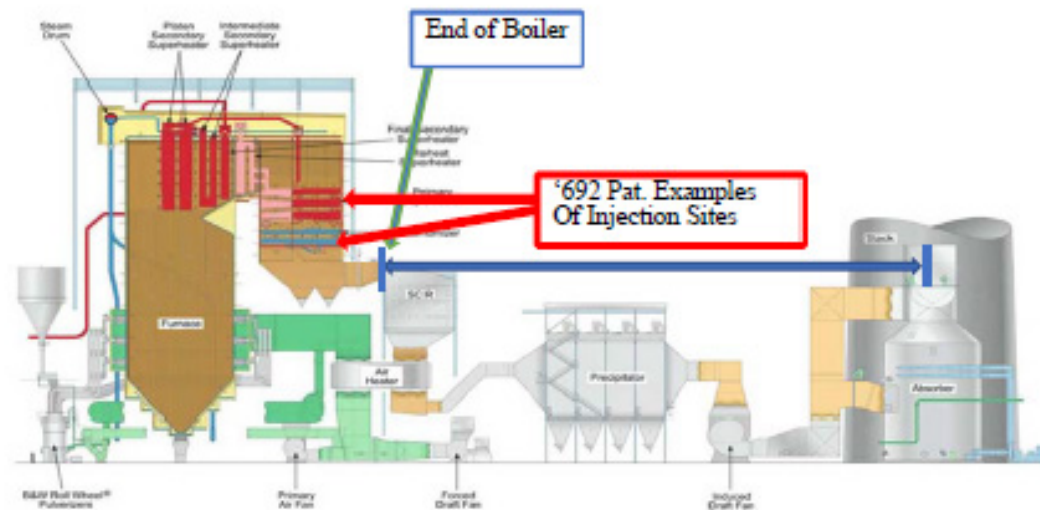 Steam
Drum
Platen
Secondary
Superheater
Intermediate
Secondary
Superheater
End of Boiler
Final Secondary
Superheater
Reheat
Superheater
Primary
‘692 Pat. Examples
Of Injection Sites
Stack
SCR
Furnace
Air
Heater
Precipitator
Absorber
B&W Roll Wheel®
Pulverizers
Primary
Air Fan
Forced
Draft Fan
Induced
Draft Fan